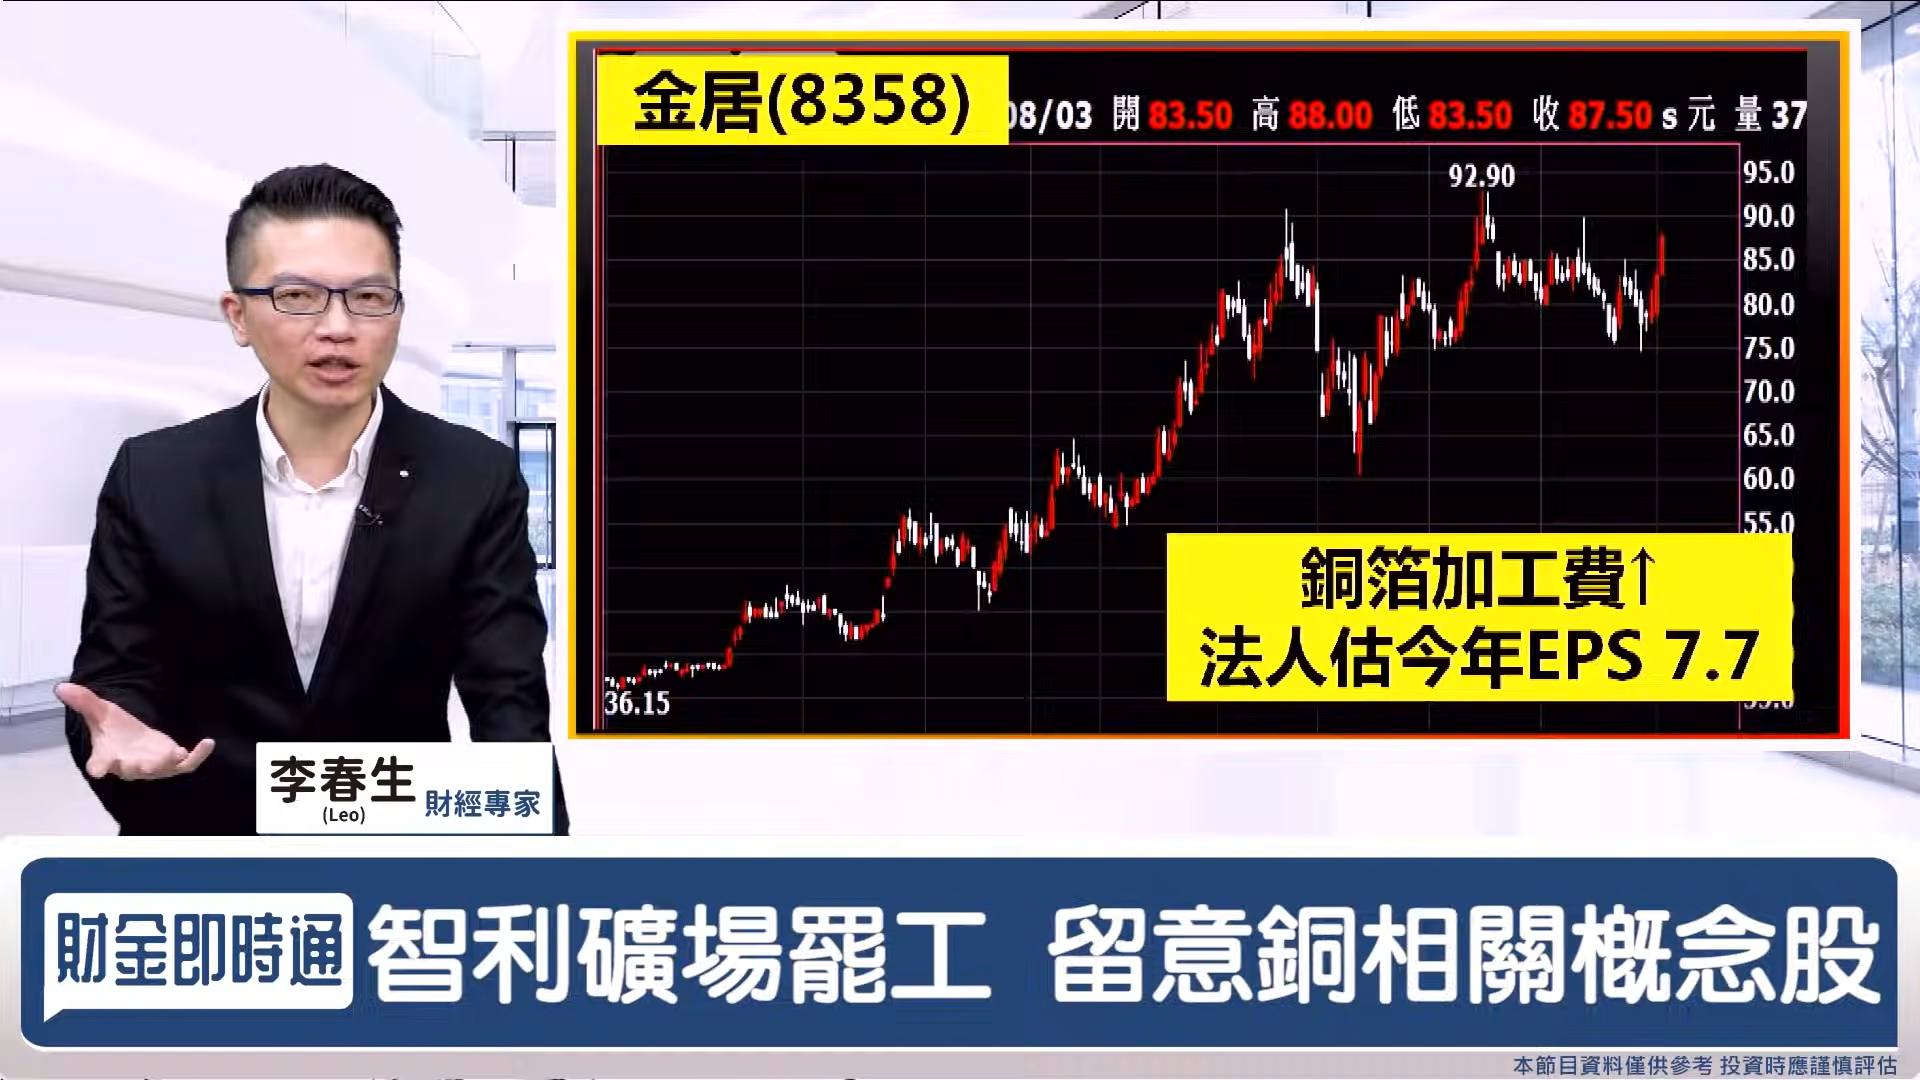 金居(8358)
08/03 開 83.50 高 88.00 低 83.50 收 87.50 s 元 量 37
92.90
95.0
90.0
85.0
80.0
75.0
70.0
65.0
60.0
55.0
銅箔加工費↑
法人估今年EPS 7.7
36.15
李春生
(Leo)
財經專家
財金即時通
智利礦場罷工 留意銅相關概念股
本節目資料僅供參考 投資時應謹慎評估